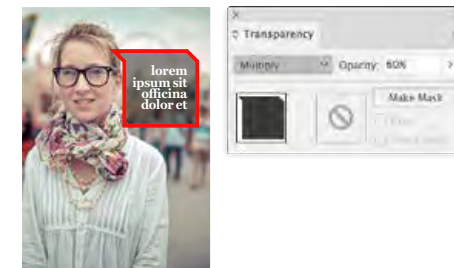 lorem
ipsum sit
officina
dolor et
Transparency
Multiply
Opacity: 60%
Make Mask